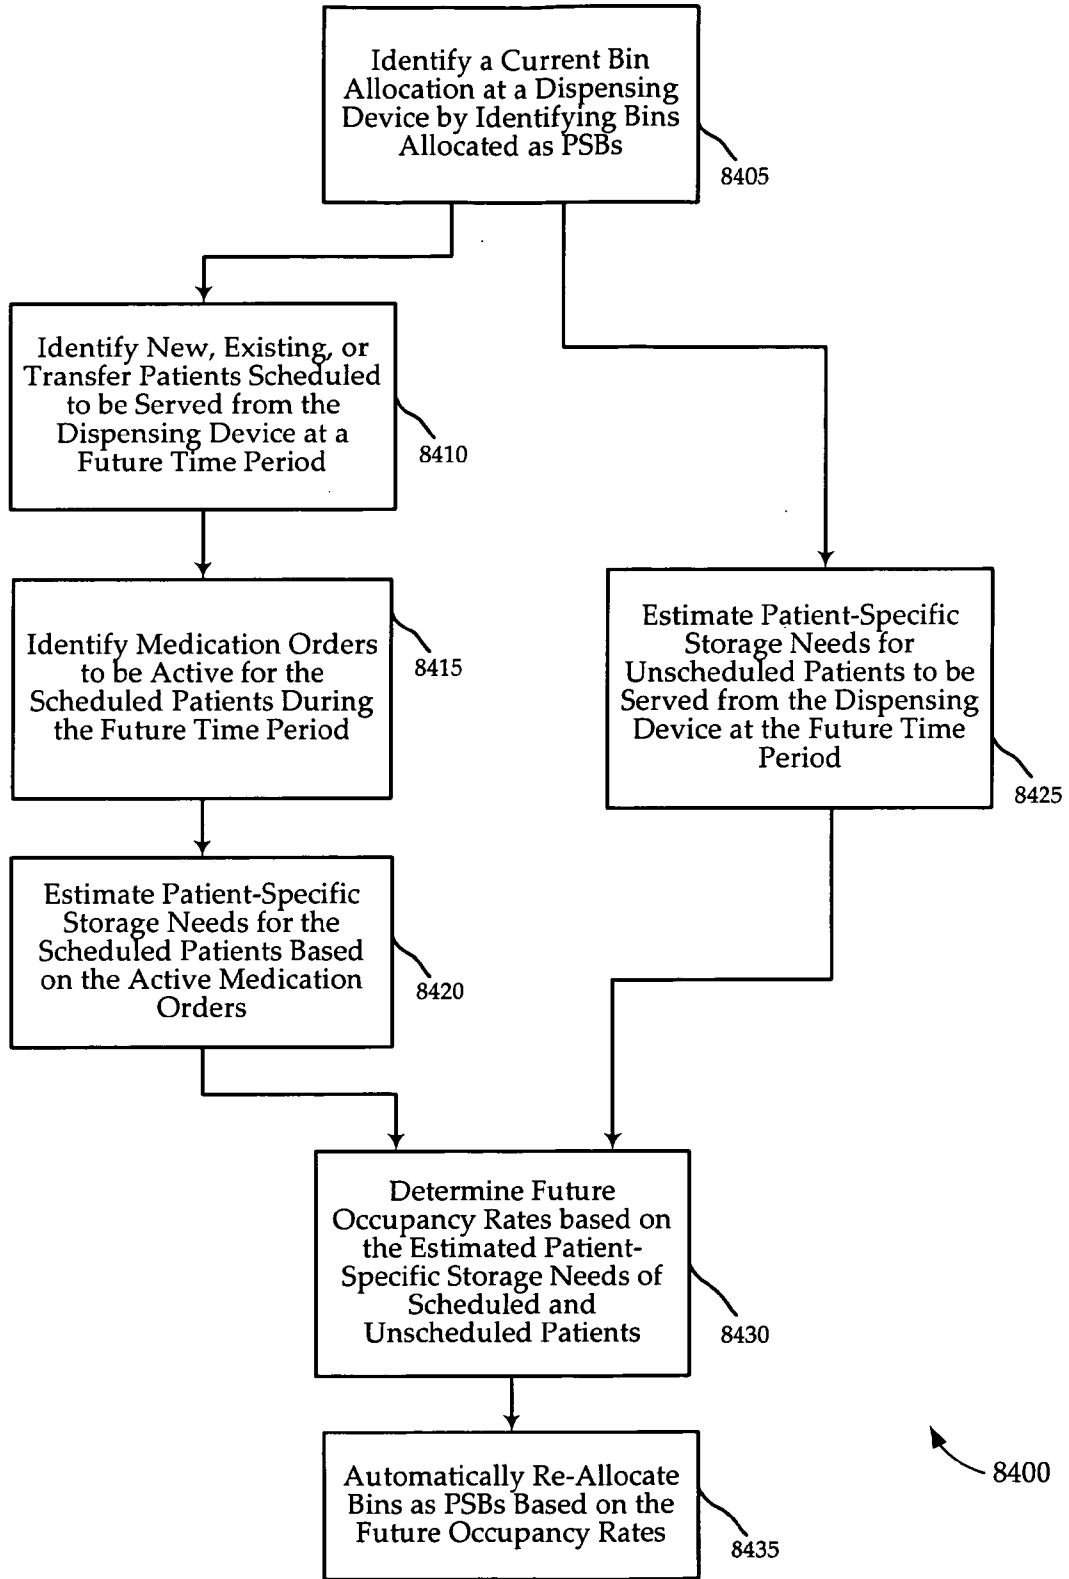 Identify a Current Bin
Allocation at a Dispensing
Device by Identifying Bins
Allocated as PSBs
8405
Identify New, Existing, or
Transfer Patients Scheduled
to be Served from the
Dispensing Device at a
Future Time Period
8410
Identify Medication Orders
to be Active for the
Scheduled Patients During
the Future Time Period
8415
Estimate Patient-Specific
Storage Needs for
Unscheduled Patients to be
Served from the Dispensing
Device at the Future Time
Period
8425
Estimate Patient-Specific
Storage Needs for the
Scheduled Patients Based
on the Active Medication
Orders
8420
Determine Future
Occupancy Rates based on
the Estimated Patient-
Specific Storage Needs of
Scheduled and
Unscheduled Patients
8430
Automatically Re-Allocate
Bins as PSBs Based on the
Future Occupancy Rates
8435
8400